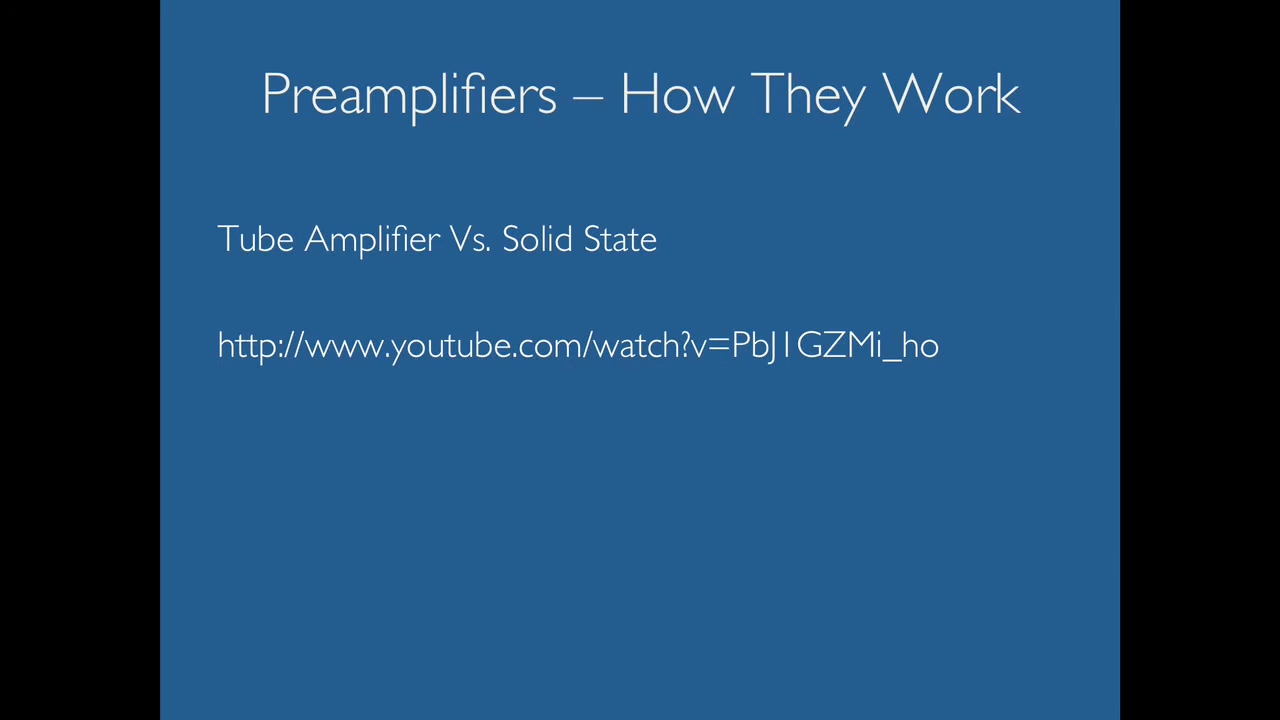 Preamplifiers – How They Work
Tube Amplifier Vs. Solid State
http://www.youtube.com/watch?v=PbJ1GZMi_ho